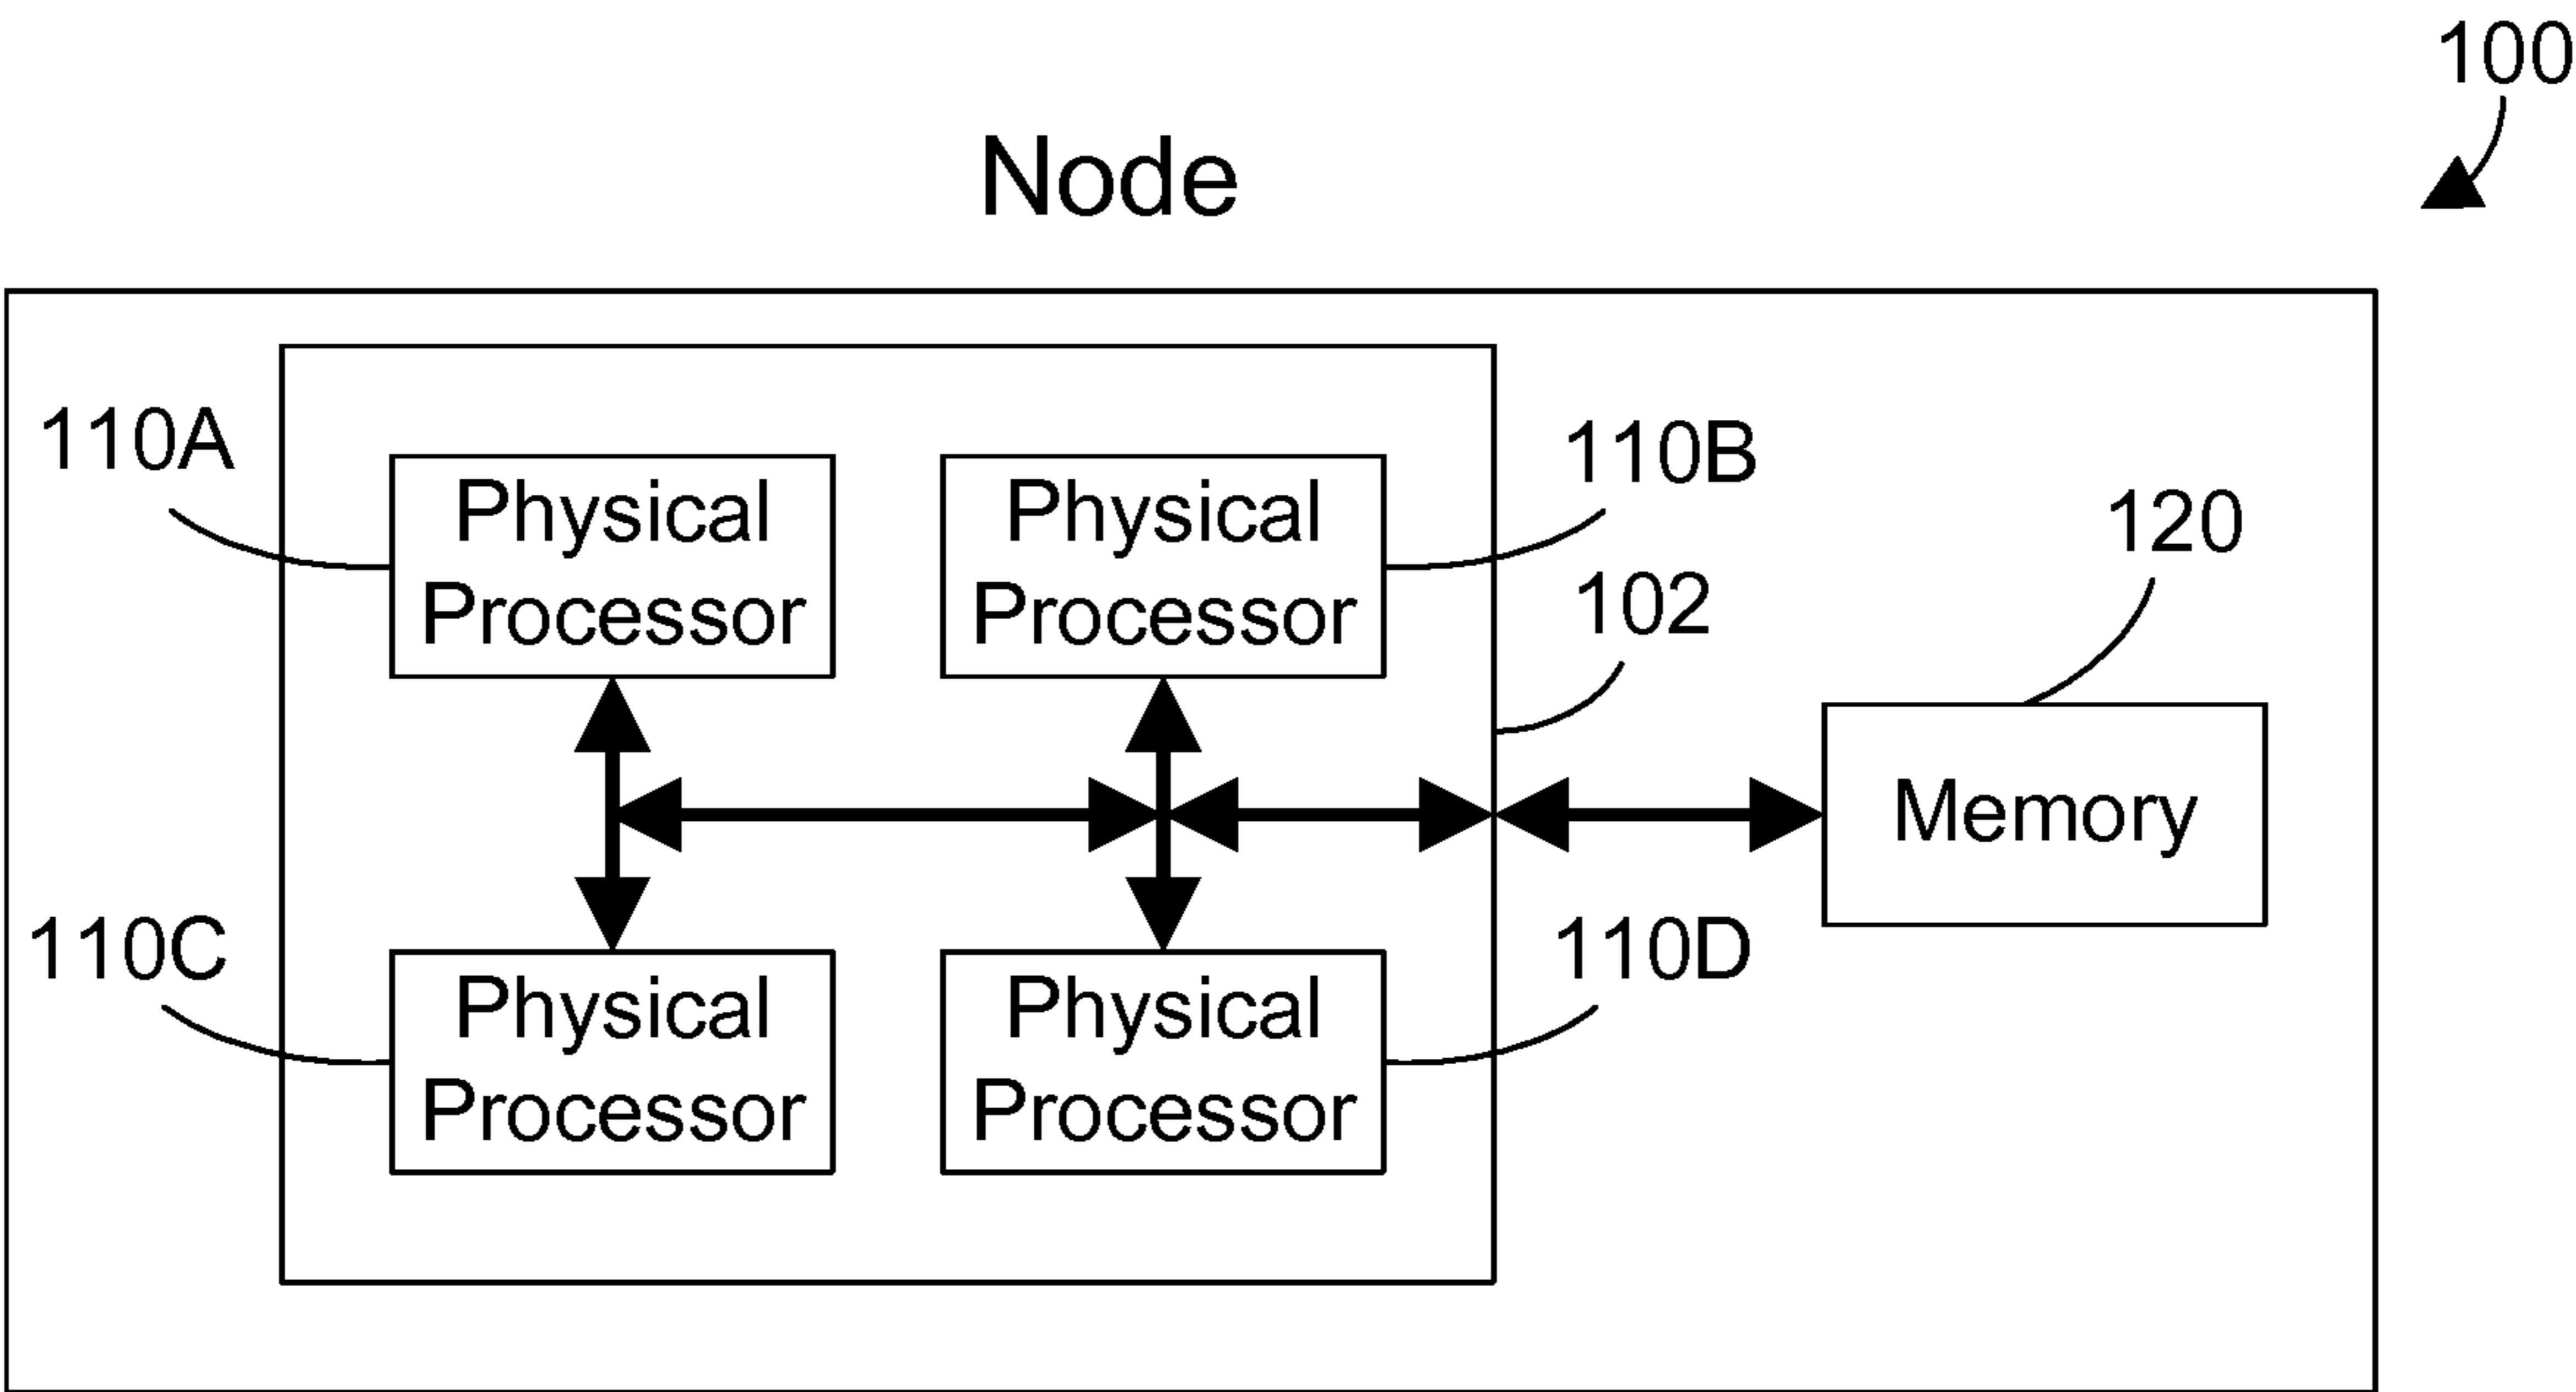 100
Node
110A
Physical
Processor
Physical
Processor
110B
102
120
Memory
110C
Physical
Processor
Physical
Processor
110D